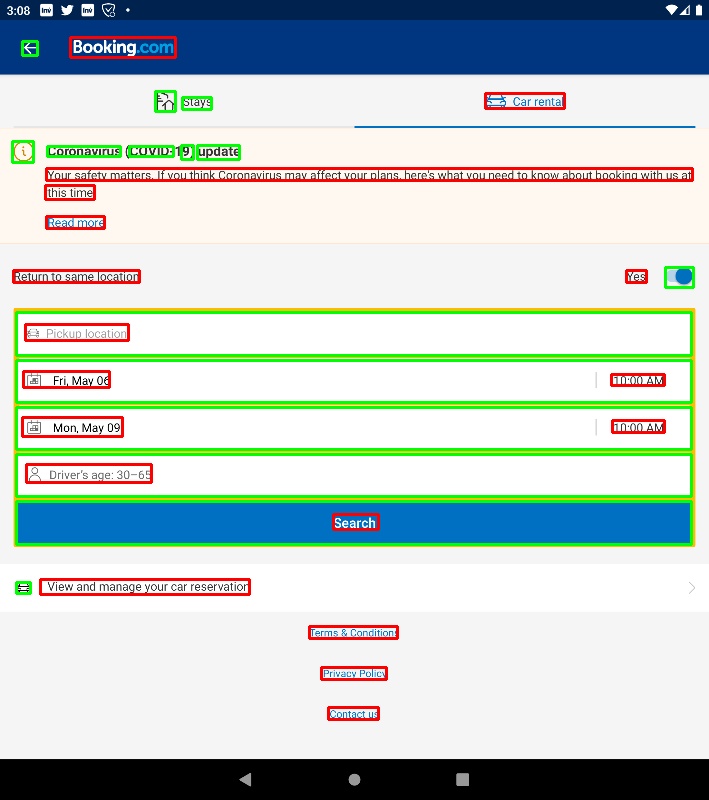 3:08
Booking.com
Stays
Car rental
Coronavirus (COVID-19) update
Your safety matters. If you think Coronavirus may affect your plans, here's what you need to know about booking with us at
this time
Read more
Return to same location
Yes
Pickup location
Fri, May 06
10:00 AM
Mon, May 09
10:00 AM
Driver's age: 30–65
Search
View and manage your car reservation
Terms & Conditions
Privacy Policy
Contact us